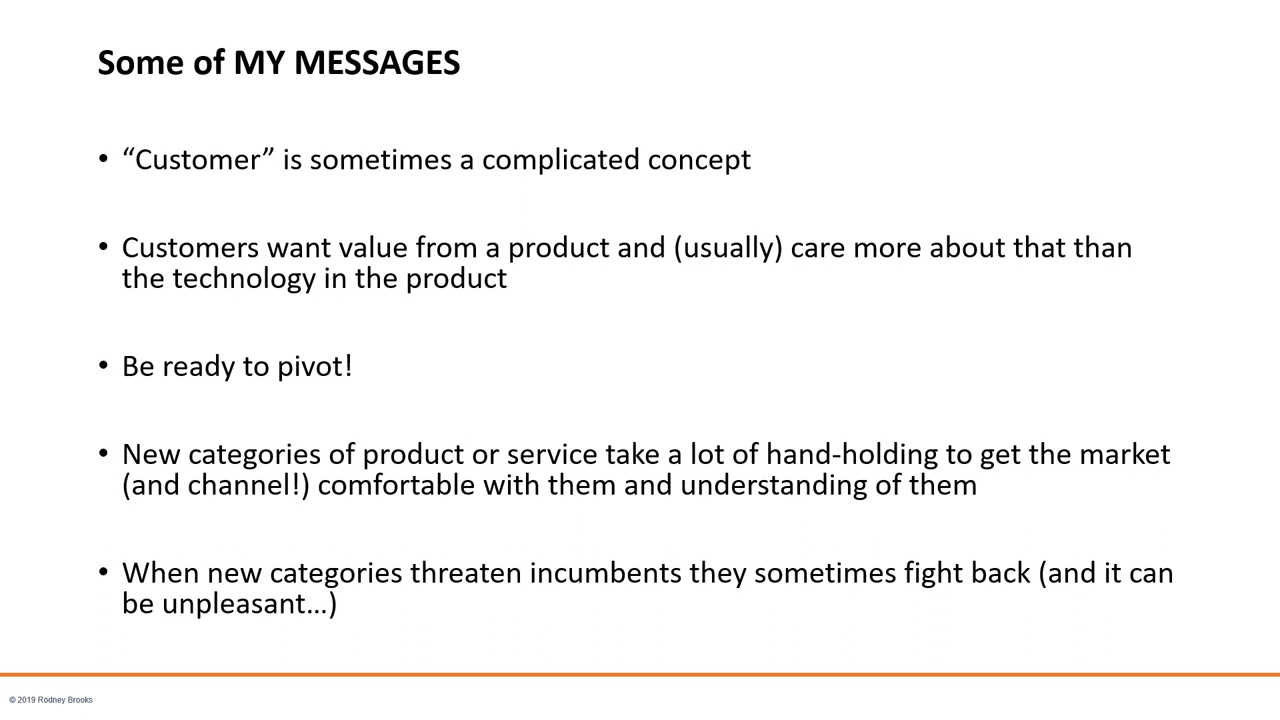 Some of MY MESSAGES
• “Customer” is sometimes a complicated concept
• Customers want value from a product and (usually) care more about that than
the technology in the product
• Be ready to pivot!
• New categories of product or service take a lot of hand-holding to get the market
(and channel!) comfortable with them and understanding of them
• When new categories threaten incumbents they sometimes fight back (and it can
be unpleasant…)
© 2019 Rodney Brooks